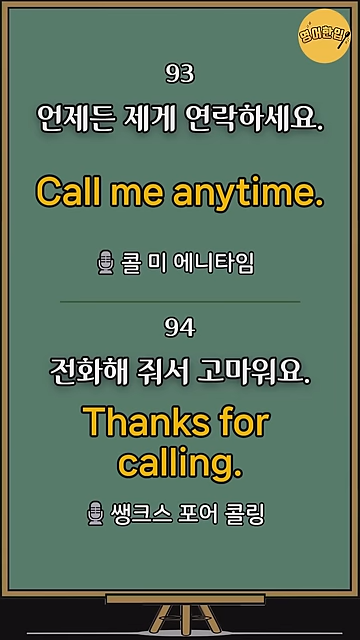 영어한입
93
언제든 제게 연락하세요.
Call me anytime.
콜 미 에니타임
94
전화해 줘서 고마워요.
Thanks for
calling.
쌩크스 포어 콜링